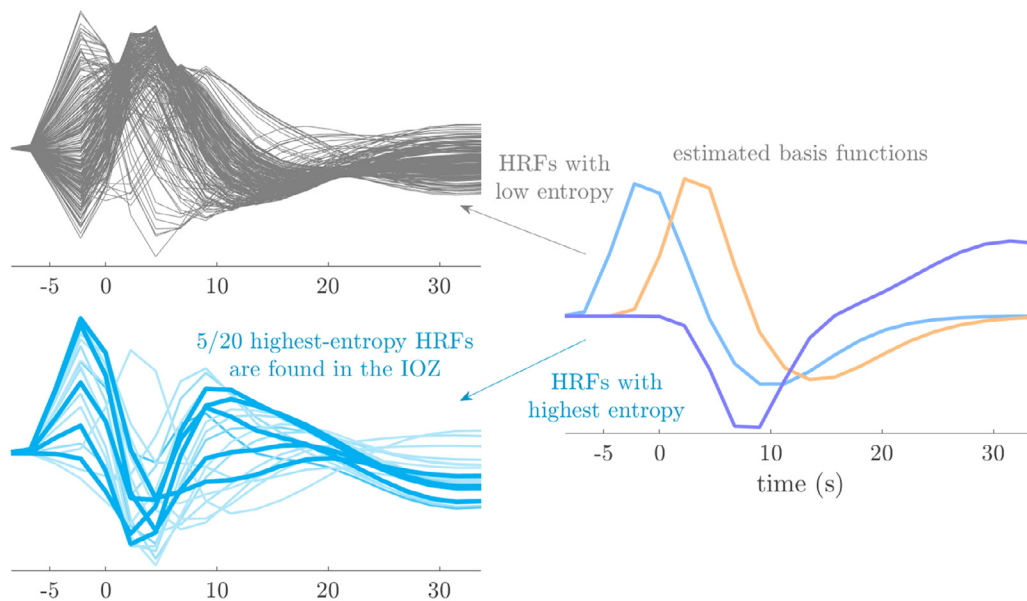 -5 0 10 20 30
HRFs with
low entropy
estimated basis functions
5/20 highest-entropy HRFs
are found in the IOZ
HRFs with
highest entropy
-5 0 10 20 30
-5 0 10 20 30
time (s)